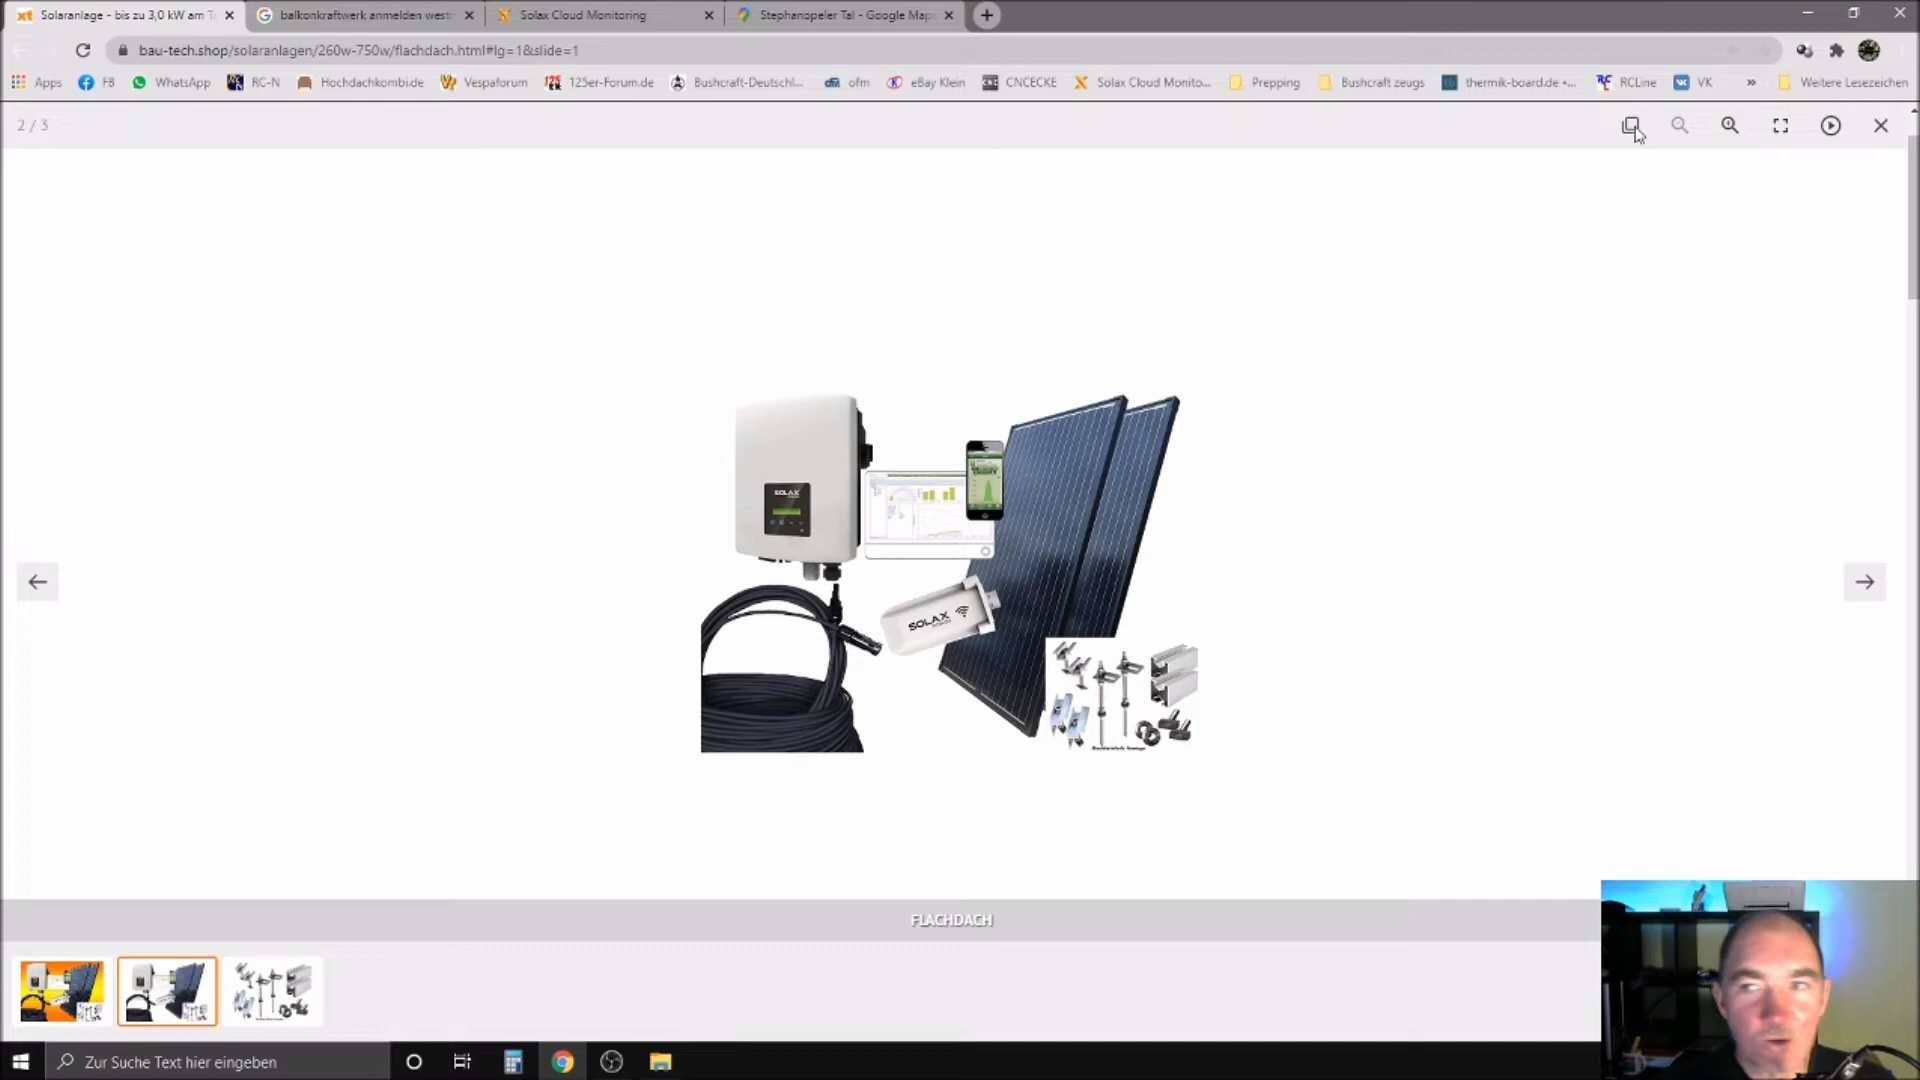 Solaranlage - bis zu 3,0 kW am T
balkonkraftwerk anmelden west
Solax Cloud Monitoring
Stephanopeler Tal - Google Map
bau-tech.shop/solaranlagen/260w-750w/flachdach.html#lg=1&slide=1
Apps
FB
WhatsApp
RC-N
Hochdachkombi.de
Vespaforum
125er-Forum.de
Bushcraft-Deutschl...
ofm
eBay Klein
CNCECKE
Solax Cloud Monito...
Prepping
Bushcraft zeugs
thermik-board.de •...
RCLine
VK
»
Weitere Lesezeichen
2 / 3
SOLAX
SOLAX
POWER
FLACHDACH
Zur Suche Text hier eingeben